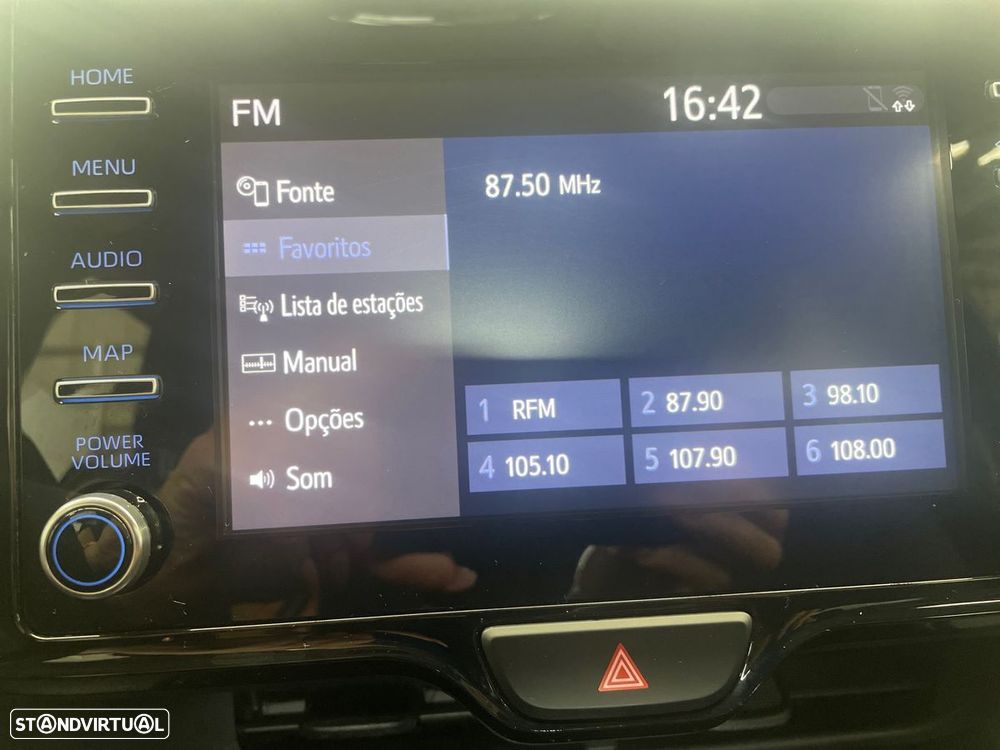 HOME
MENU
AUDIO
MAP
POWER
VOLUME
FM
16:42
Fonte
Favoritos
Lista de estações
Manual
Opções
Som
87.50 MHz
1 RFM
2 87.90
3 98.10
4 105.10
5 107.90
6 108.00
STANDVIRTUAL